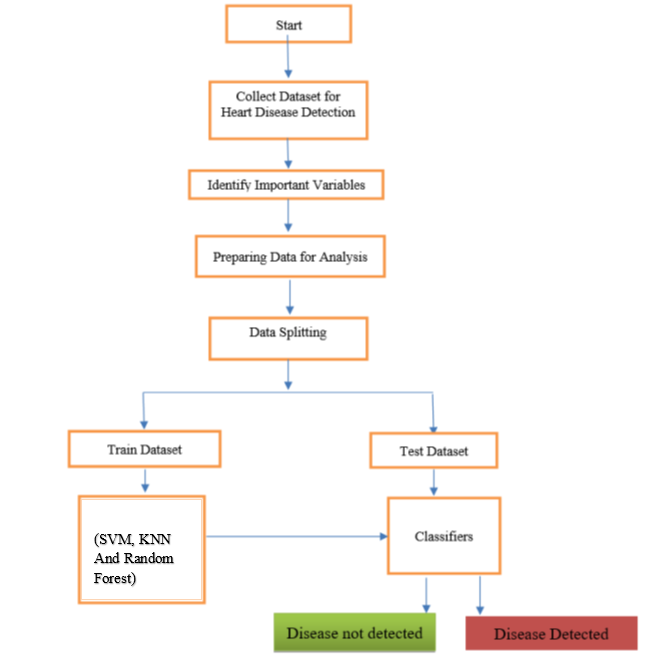 Start
Collect Dataset for
Heart Disease Detection
Identify Important Variables
Preparing Data for Analysis
Data Splitting
Train Dataset
Test Dataset
(SVM, KNN
And Random
Forest)
Classifiers
Disease not detected
Disease Detected